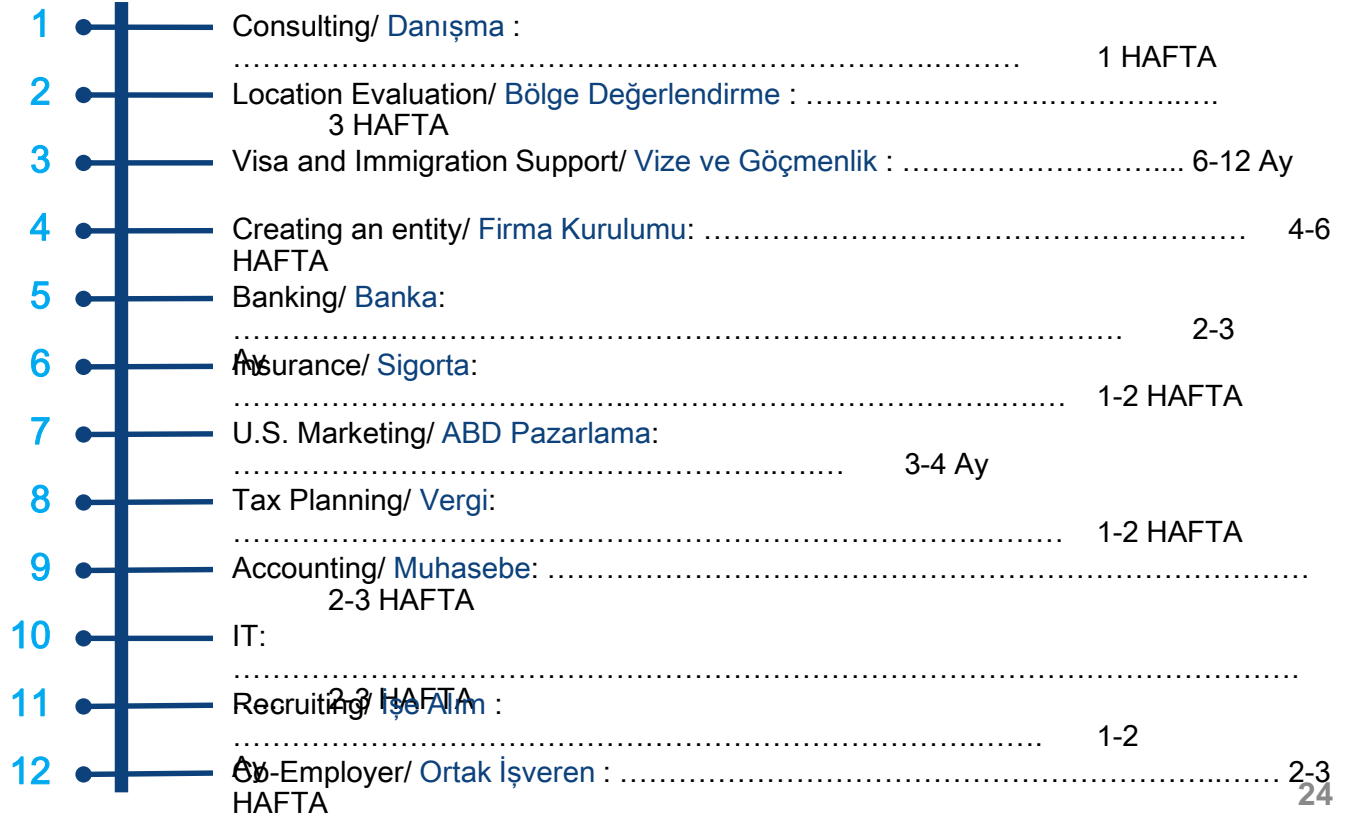 1 Consulting/ Danışma :
…………………………………..……………………….……… 1 HAFTA
2 Location Evaluation/ Bölge Değerlendirme : …………………….…………..….
3 HAFTA
3 Visa and Immigration Support/ Vize ve Göçmenlik : ……..……………….... 6-12 Ay
4 Creating an entity/ Firma Kurulumu: ……………………..………………………… 4-6
HAFTA
5 Banking/ Banka:
………………………………………………………………………………. 2-3
Ay
6 Insurance/ Sigorta:
…………………………………..……………………………….….… 1-2 HAFTA
7 U.S. Marketing/ ABD Pazarlama:
………………………………………………..….… 3-4 Ay
8 Tax Planning/ Vergi:
………………………………………………………………..……… 1-2 HAFTA
9 Accounting/ Muhasebe: ……………………………………………………………………
2-3 HAFTA
10 IT:
……………………………………………………………………………………………….
…... 2-3 HAFTA
11 Recruiting/ İşe Alım :
…………………………………………………………………….…. 1-2
Ay
12 Co-Employer/ Ortak İşveren : ……………………………………………………..…… 2-3
HAFTA
24